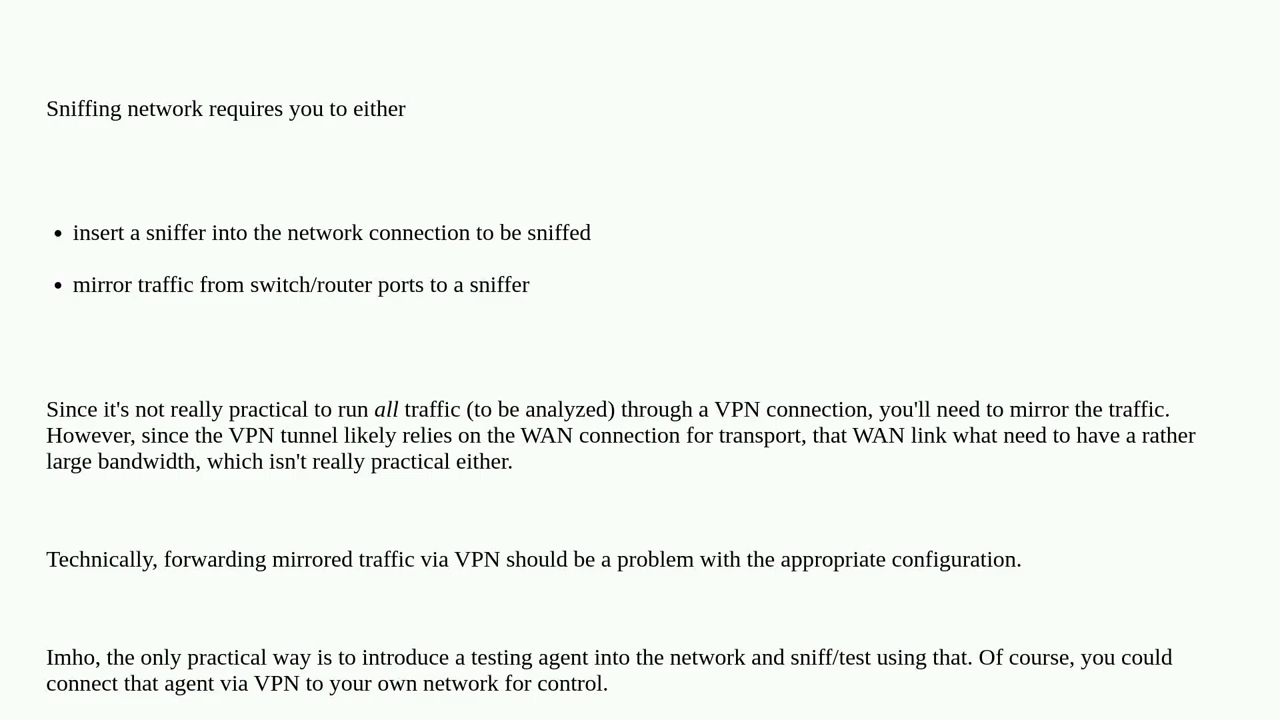 Sniffing network requires you to either
• insert a sniffer into the network connection to be sniffed
• mirror traffic from switch/router ports to a sniffer
Since it's not really practical to run all traffic (to be analyzed) through a VPN connection, you'll need to mirror the traffic.
However, since the VPN tunnel likely relies on the WAN connection for transport, that WAN link what need to have a rather
large bandwidth, which isn't really practical either.
Technically, forwarding mirrored traffic via VPN should be a problem with the appropriate configuration.
Imho, the only practical way is to introduce a testing agent into the network and sniff/test using that. Of course, you could
connect that agent via VPN to your own network for control.